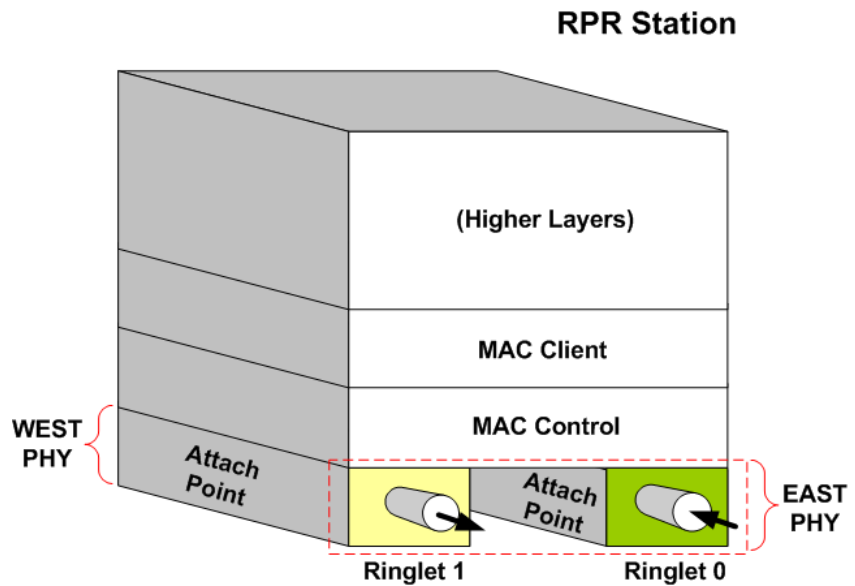 RPR Station
(Higher Layers)
MAC Client
MAC Control
WEST
PHY
Attach
Point
Attach
Point
EAST
PHY
Ringlet 1
Ringlet 0